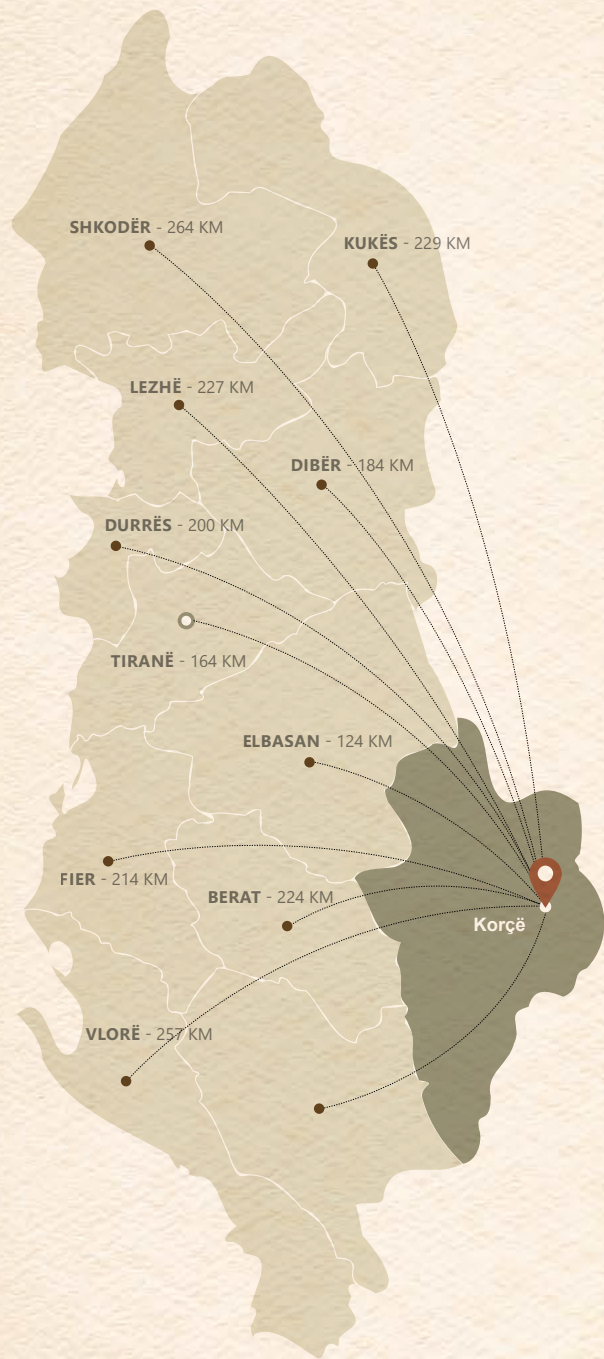 SHKODËR - 264 KM
KUKËS - 229 KM
LEZHË - 227 KM
DIBËR - 184 KM
DURRËS - 200 KM
TIRANË - 164 KM
ELBASAN - 124 KM
FIER - 214 KM
BERAT - 224 KM
Korçë
VLORË - 257 KM